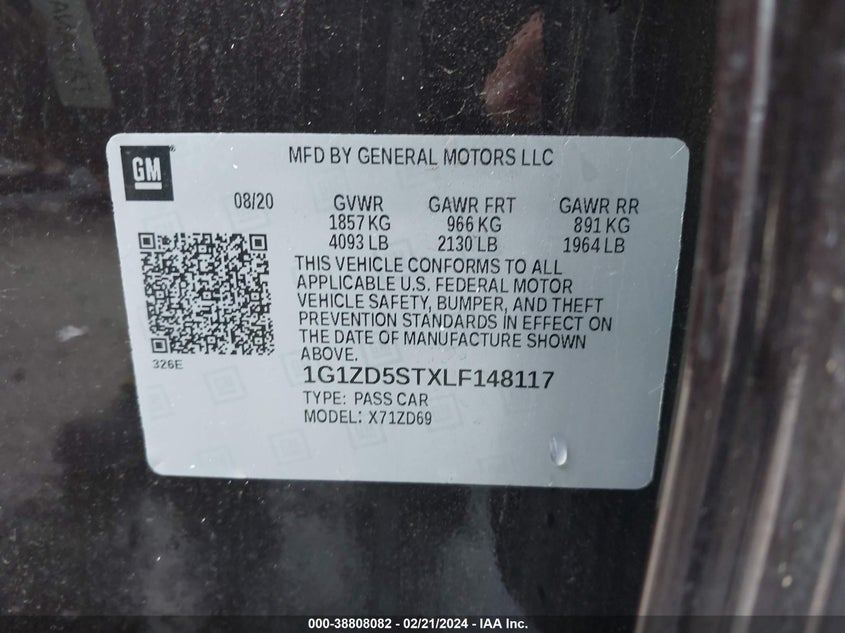 GM
MFD BY GENERAL MOTORS LLC
08/20 GVWR GAWR FRT GAWR RR
1857 KG 966 KG 891 KG
4093 LB 2130 LB 1964 LB
THIS VEHICLE CONFORMS TO ALL
APPLICABLE U.S. FEDERAL MOTOR
VEHICLE SAFETY, BUMPER, AND THEFT
PREVENTION STANDARDS IN EFFECT ON
THE DATE OF MANUFACTURE SHOWN
ABOVE.
326E
1G1ZD5STXLF148117
TYPE: PASS CAR
MODEL: X71ZD69
000-38808082 - 02/21/2024 - IAA Inc.